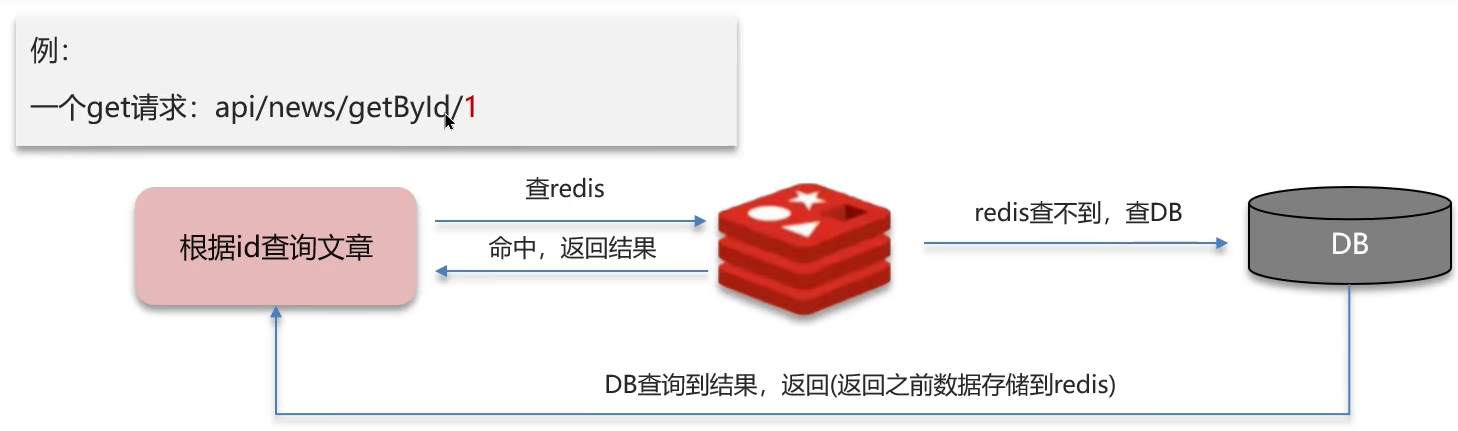 例：
一个get请求：api/news/getById/1
查redis
命中，返回结果
根据id查询文章
redis查不到，查DB
DB
DB查询到结果，返回(返回之前数据存储到redis)